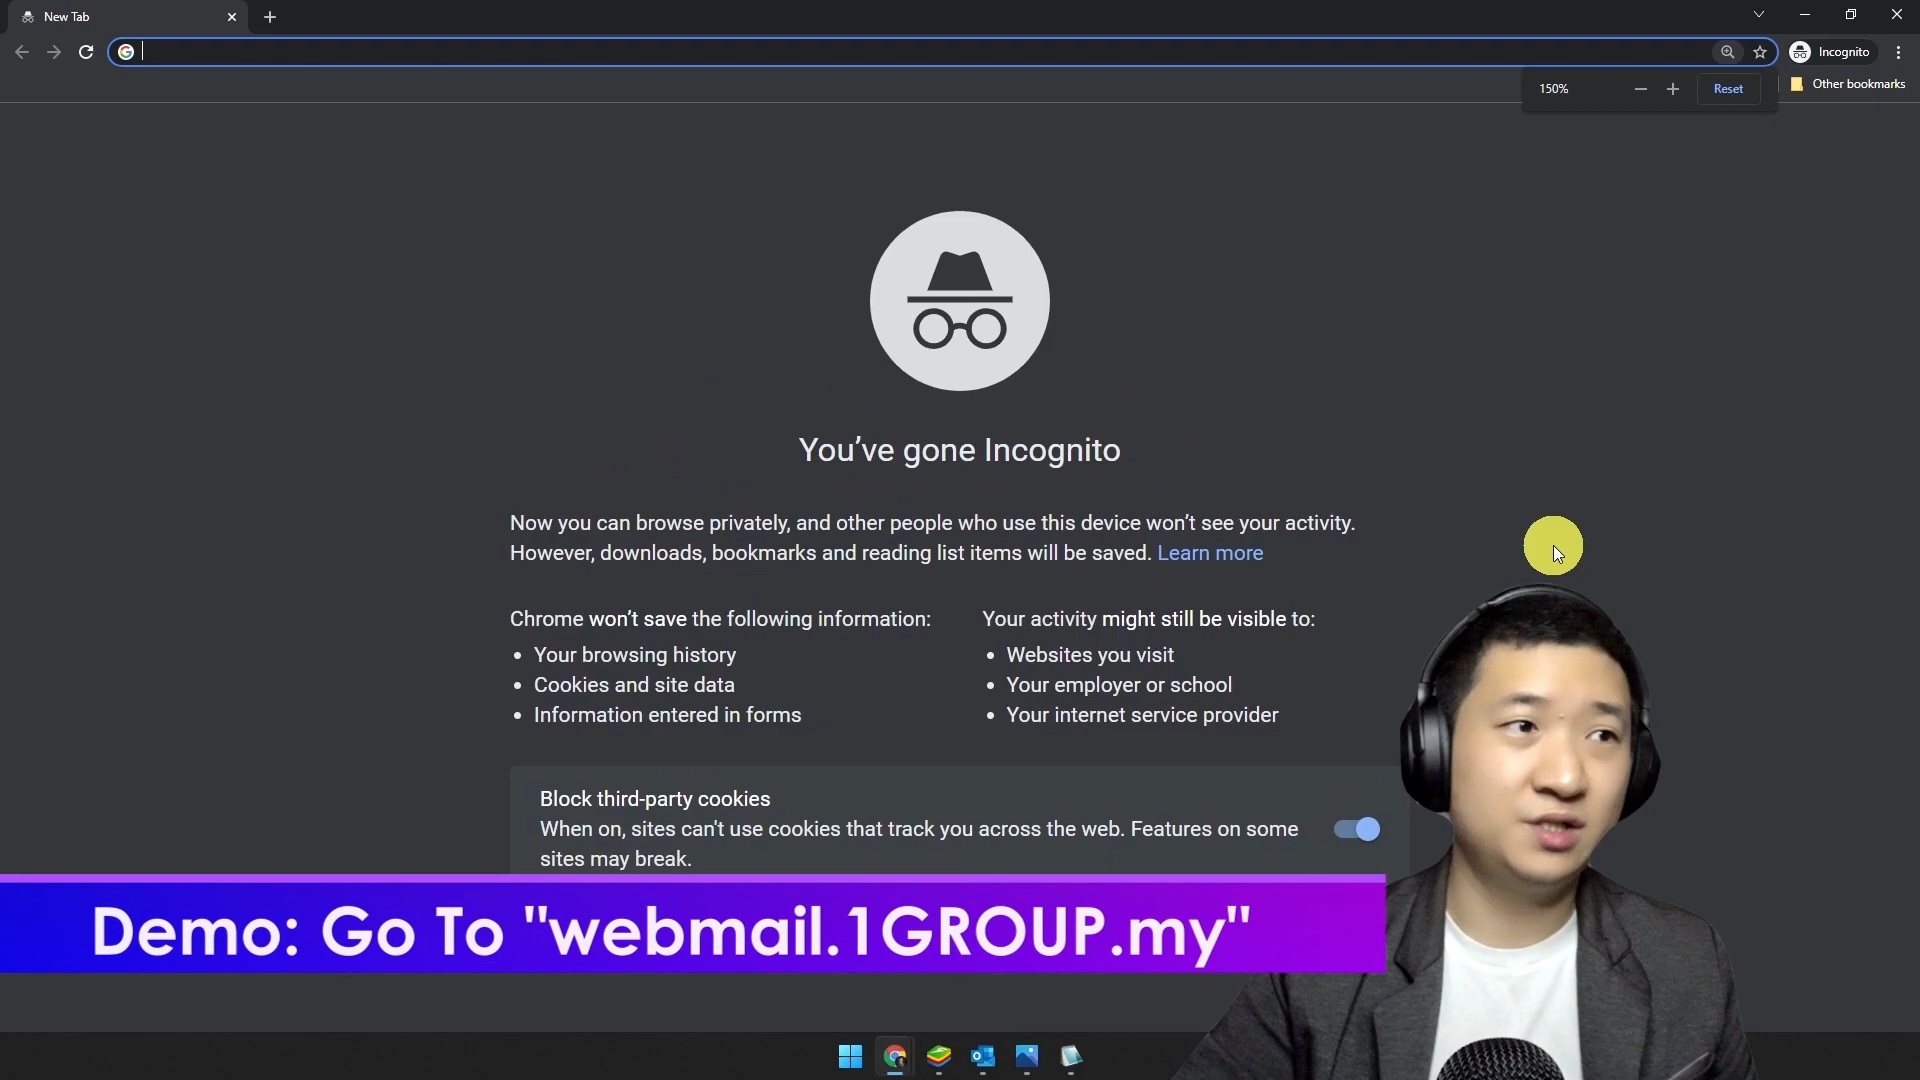 New Tab
Incognito
150%
Reset
Other bookmarks
You've gone Incognito
Now you can browse privately, and other people who use this device won't see your activity.
However, downloads, bookmarks and reading list items will be saved. Learn more
Chrome won't save the following information:
Your browsing history
Cookies and site data
Information entered in forms
Your activity might still be visible to:
Websites you visit
Your employer or school
Your internet service provider
Block third-party cookies
When on, sites can't use cookies that track you across the web. Features on some
sites may break.
Demo: Go To "webmail.1GROUP.my"